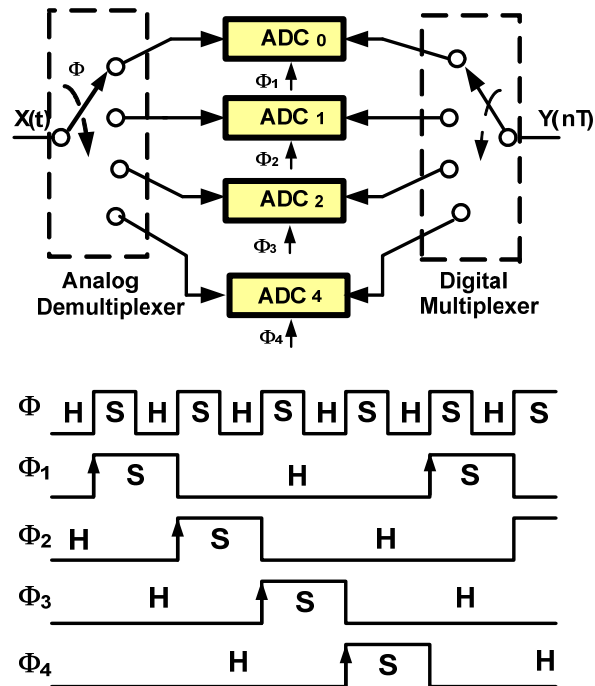 ADC 0
Φ
Φ1
X(t)
ADC 1
Y(nT)
Φ2
ADC 2
Φ3
Analog
Demultiplexer
Digital
Multiplexer
ADC 4
Φ4
Φ H S H S H S H S H S H S
Φ1 S H S
Φ2 H S H
Φ3 H S H
Φ4 H S H